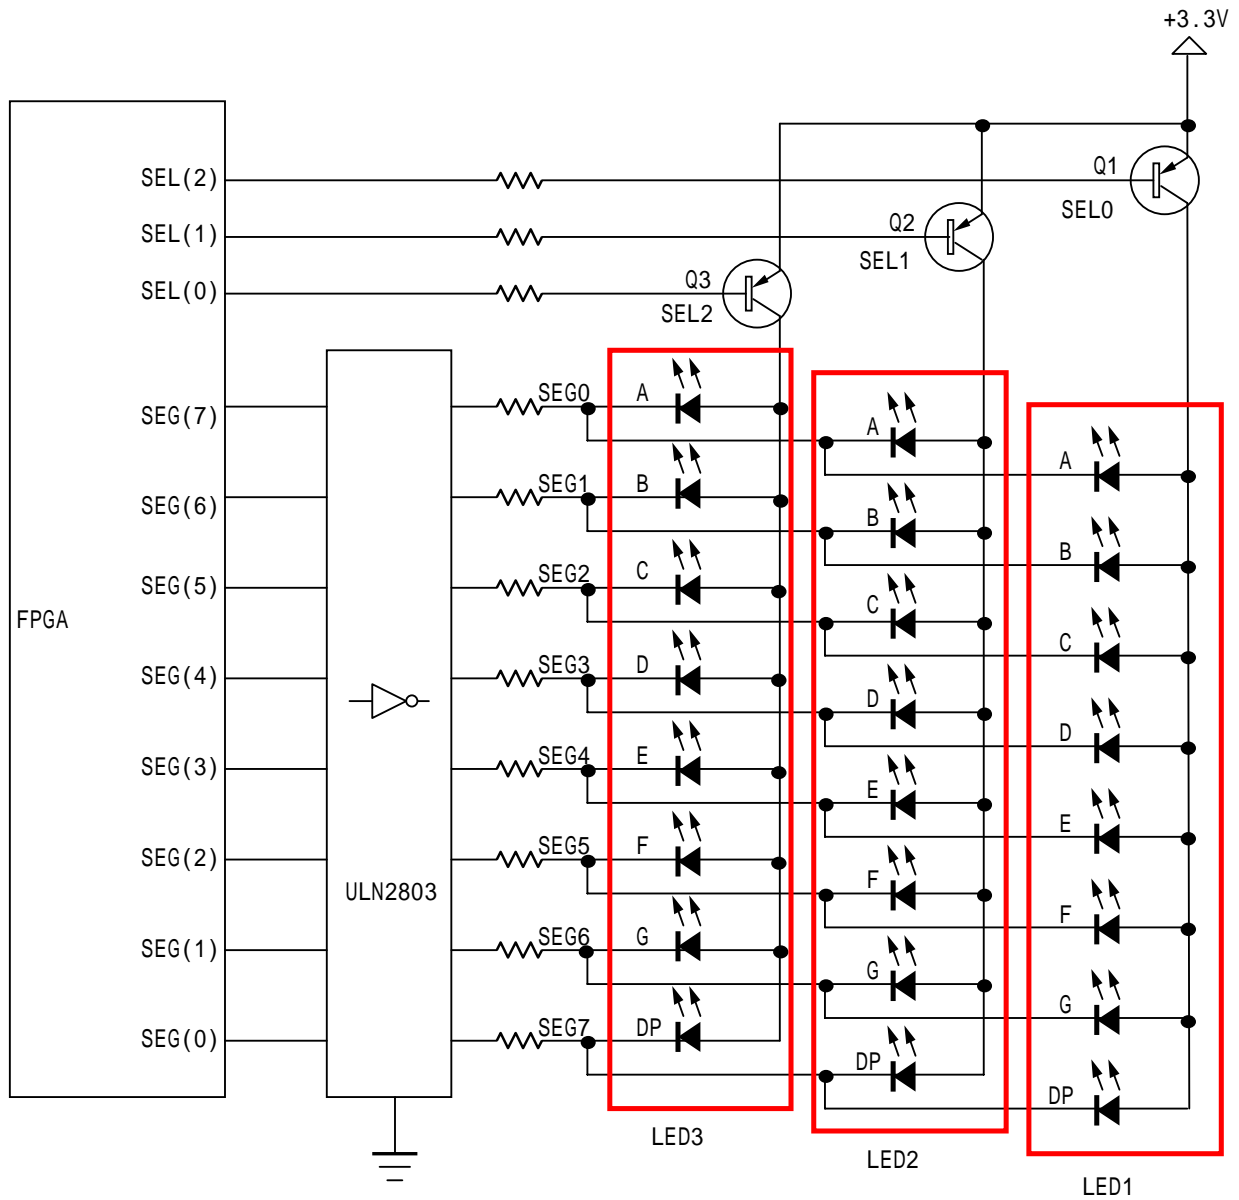 +3.3V
SEL(2)
Q1
SEL0
SEL(1)
Q2
SEL1
SEL(0)
Q3
SEL2
SEG(7)
SEG0
A
A
A
SEG(6)
SEG1
B
B
B
SEG(5)
SEG2
C
C
C
FPGA
SEG(4)
SEG3
D
D
D
SEG(3)
SEG4
E
E
E
SEG(2)
SEG5
F
F
F
ULN2803
SEG(1)
SEG6
G
G
G
SEG(0)
SEG7
DP
DP
DP
LED3
LED2
LED1